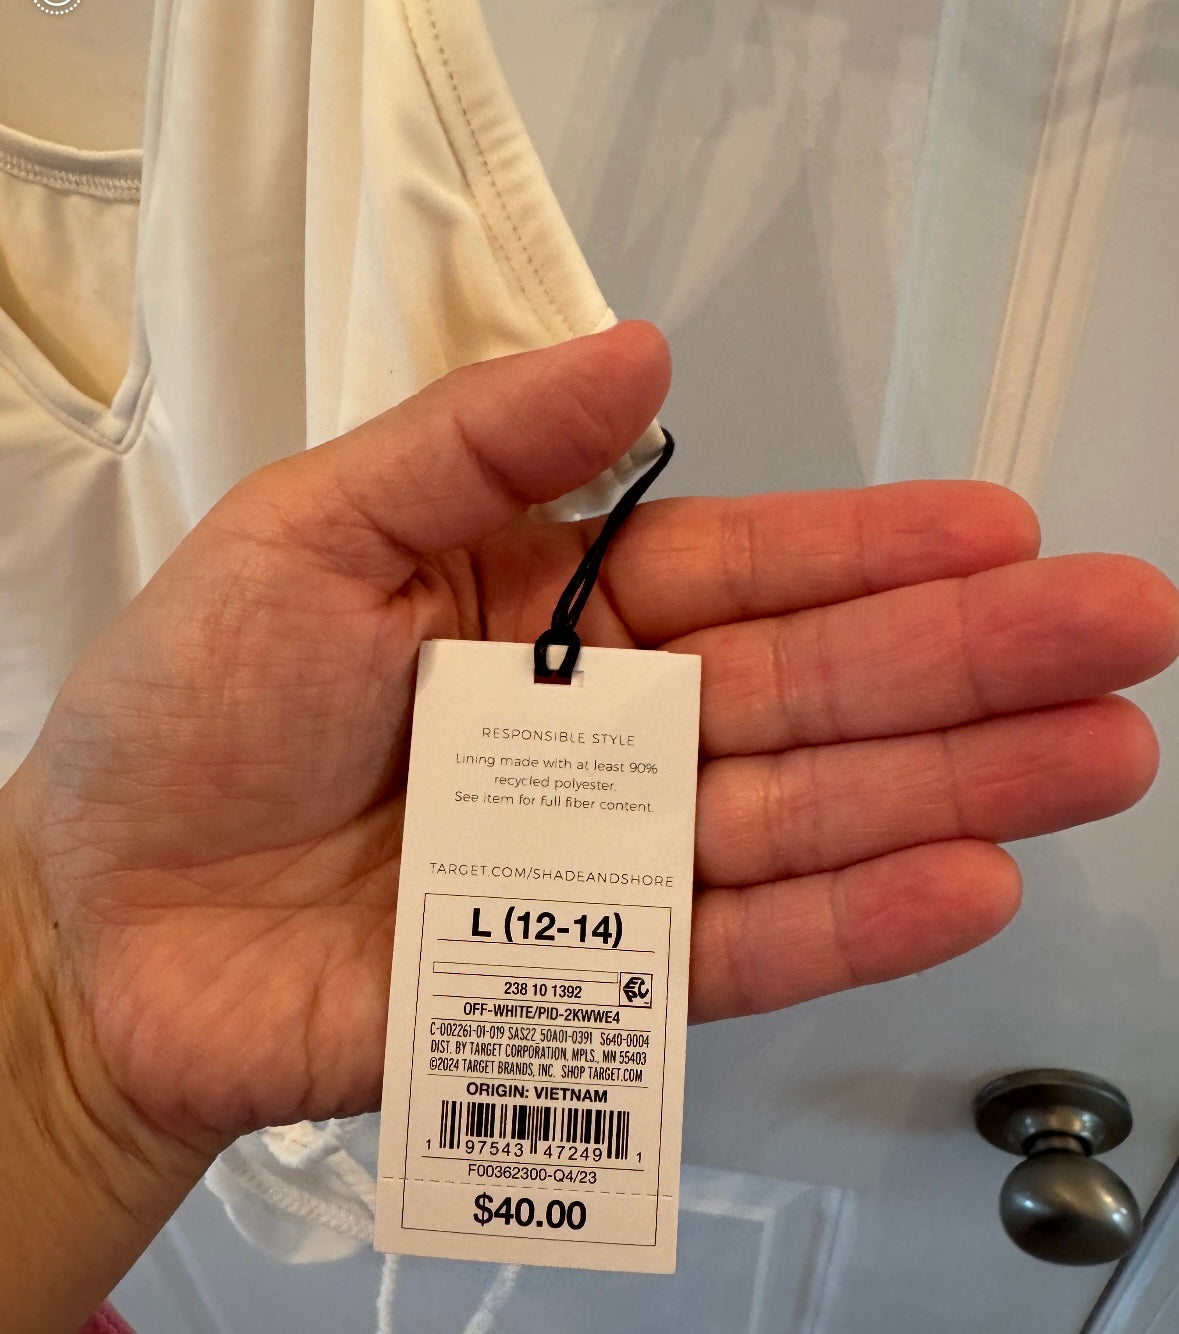 RESPONSIBLE STYLE
Lining made with at least 90%
recycled polyester.
See item for full fiber content.
TARGET.COM/SHADEANDSHORE
L (12-14)
238 10 1392
EPC
OFF-WHITE/PID-2KWWE4
C-002261-01-019 SAS22 50A01-0391 S640-0004
DIST. BY TARGET CORPORATION, MPLS., MN 55403
©2024 TARGET BRANDS, INC. SHOP TARGET.COM
ORIGIN: VIETNAM
1 97543 47249 1
F00362300-Q4/23
$40.00